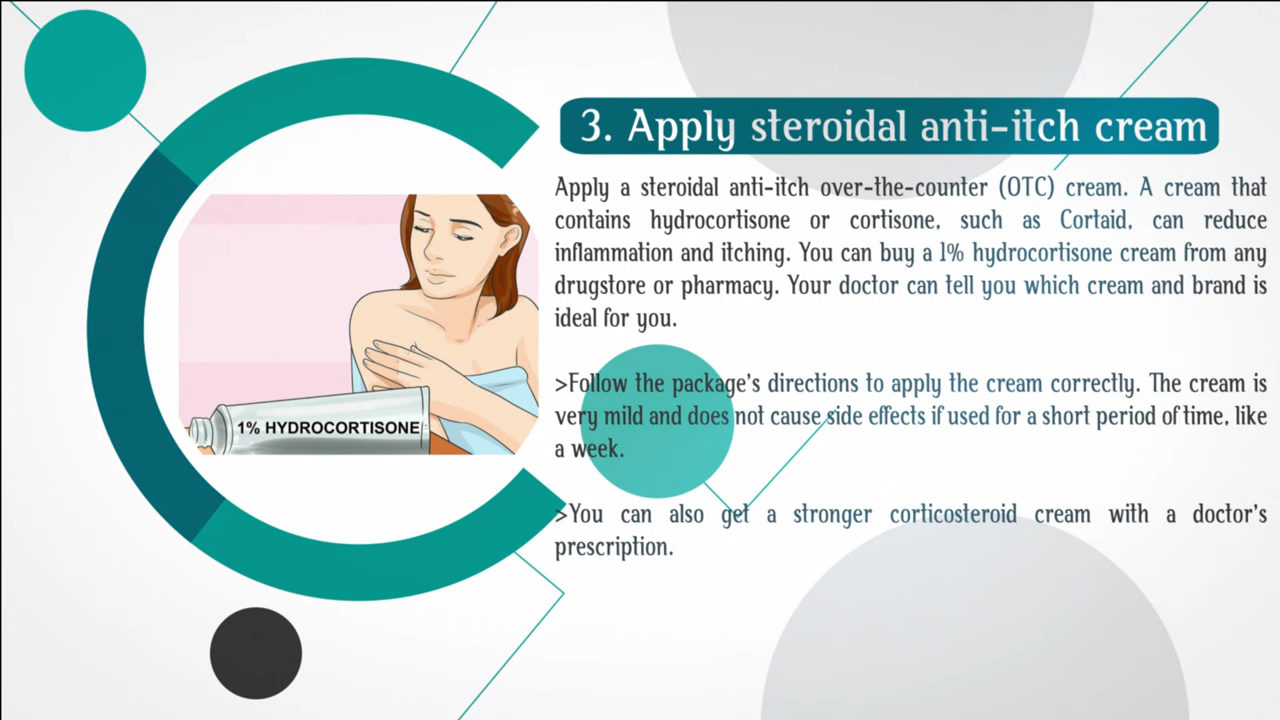 3. Apply steroidal anti-itch cream
Apply a steroidal anti-itch over-the-counter (OTC) cream. A cream that
contains hydrocortisone or cortisone, such as Cortaid, can reduce
inflammation and itching. You can buy a 1% hydrocortisone cream from any
drugstore or pharmacy. Your doctor can tell you which cream and brand is
ideal for you.
>Follow the package's directions to apply the cream correctly. The cream is
very mild and does not cause side effects if used for a short period of time, like
a week.
>You can also get a stronger corticosteroid cream with a doctor's
prescription.
1% HYDROCORTISONE